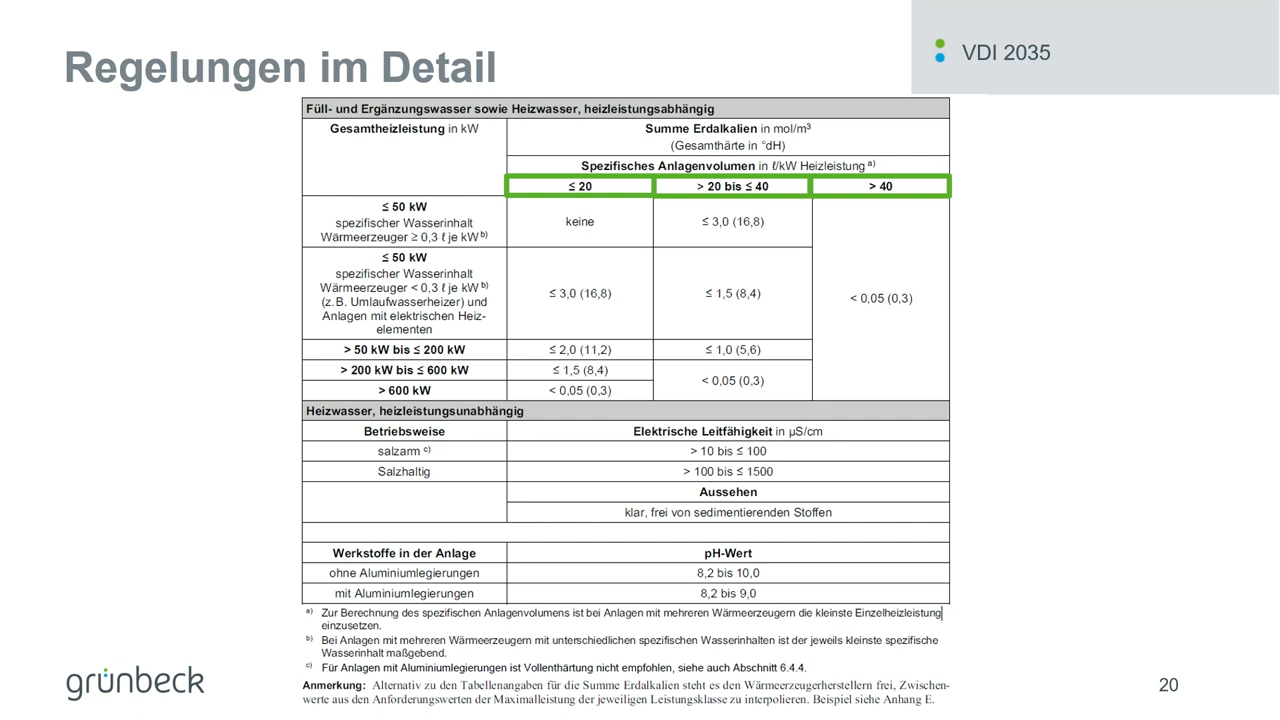 Regelungen im Detail
VDI 2035
Füll- und Ergänzungswasser sowie Heizwasser, heizleistungsabhängig
Gesamtheizleistung in kW
Summe Erdalkalien in mol/m³
(Gesamthärte in °dH)
Spezifisches Anlagenvolumen in ℓ/kW Heizleistung a)
≤ 20
> 20 bis ≤ 40
> 40
≤ 50 kW
spezifischer Wasserinhalt
Wärmeerzeuger ≥ 0,3 ℓ je kW b)
keine
≤ 3,0 (16,8)
< 0,05 (0,3)
≤ 50 kW
spezifischer Wasserinhalt
Wärmeerzeuger < 0,3 ℓ je kW b)
(z.B. Umlaufwasserheizer) und
Anlagen mit elektrischen Heiz-
elementen
≤ 3,0 (16,8)
≤ 1,5 (8,4)
> 50 kW bis ≤ 200 kW
≤ 2,0 (11,2)
≤ 1,0 (5,6)
> 200 kW bis ≤ 600 kW
≤ 1,5 (8,4)
< 0,05 (0,3)
> 600 kW
< 0,05 (0,3)
Heizwasser, heizleistungsunabhängig
Betriebsweise
Elektrische Leitfähigkeit in µS/cm
salzarm c)
> 10 bis ≤ 100
Salzhaltig
> 100 bis ≤ 1500
Aussehen
klar, frei von sedimentierenden Stoffen
Werkstoffe in der Anlage
pH-Wert
ohne Aluminiumlegierungen
8,2 bis 10,0
mit Aluminiumlegierungen
8,2 bis 9,0
a) Zur Berechnung des spezifischen Anlagenvolumens ist bei Anlagen mit mehreren Wärmeerzeugern die kleinste Einzelheizleistung
einzusetzen.
b) Bei Anlagen mit mehreren Wärmeerzeugern mit unterschiedlichen spezifischen Wasserinhalten ist der jeweils kleinste spezifische
Wasserinhalt maßgebend.
c) Für Anlagen mit Aluminiumlegierungen ist Vollenthärtung nicht empfohlen, siehe auch Abschnitt 6.4.4.
Anmerkung: Alternativ zu den Tabellenangaben für die Summe Erdalkalien steht es den Wärmeerzeugerherstellern frei, Zwischen-
werte aus den Anforderungswerten der Maximalleistung der jeweiligen Leistungsklasse zu interpolieren. Beispiel siehe Anhang E.
grünbeck
20